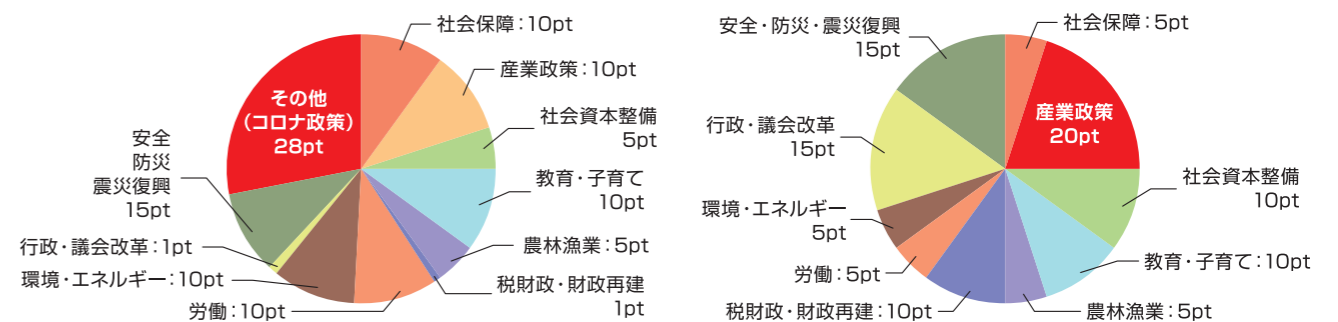 社会保障：10pt
産業政策：10pt
社会資本整備
5pt
教育・子育て
10pt
農林漁業：5pt
税財政・財政再建
1pt
労働：10pt
環境・エネルギー：10pt
行政・議会改革：1pt
安全
防災
震災復興
15pt
その他
（コロナ政策）
28pt
社会保障：5pt
産業政策
20pt
社会資本整備
10pt
教育・子育て：10pt
農林漁業：5pt
税財政・財政再建：10pt
労働：5pt
環境・エネルギー
5pt
行政・議会改革
15pt
安全・防災・震災復興
15pt